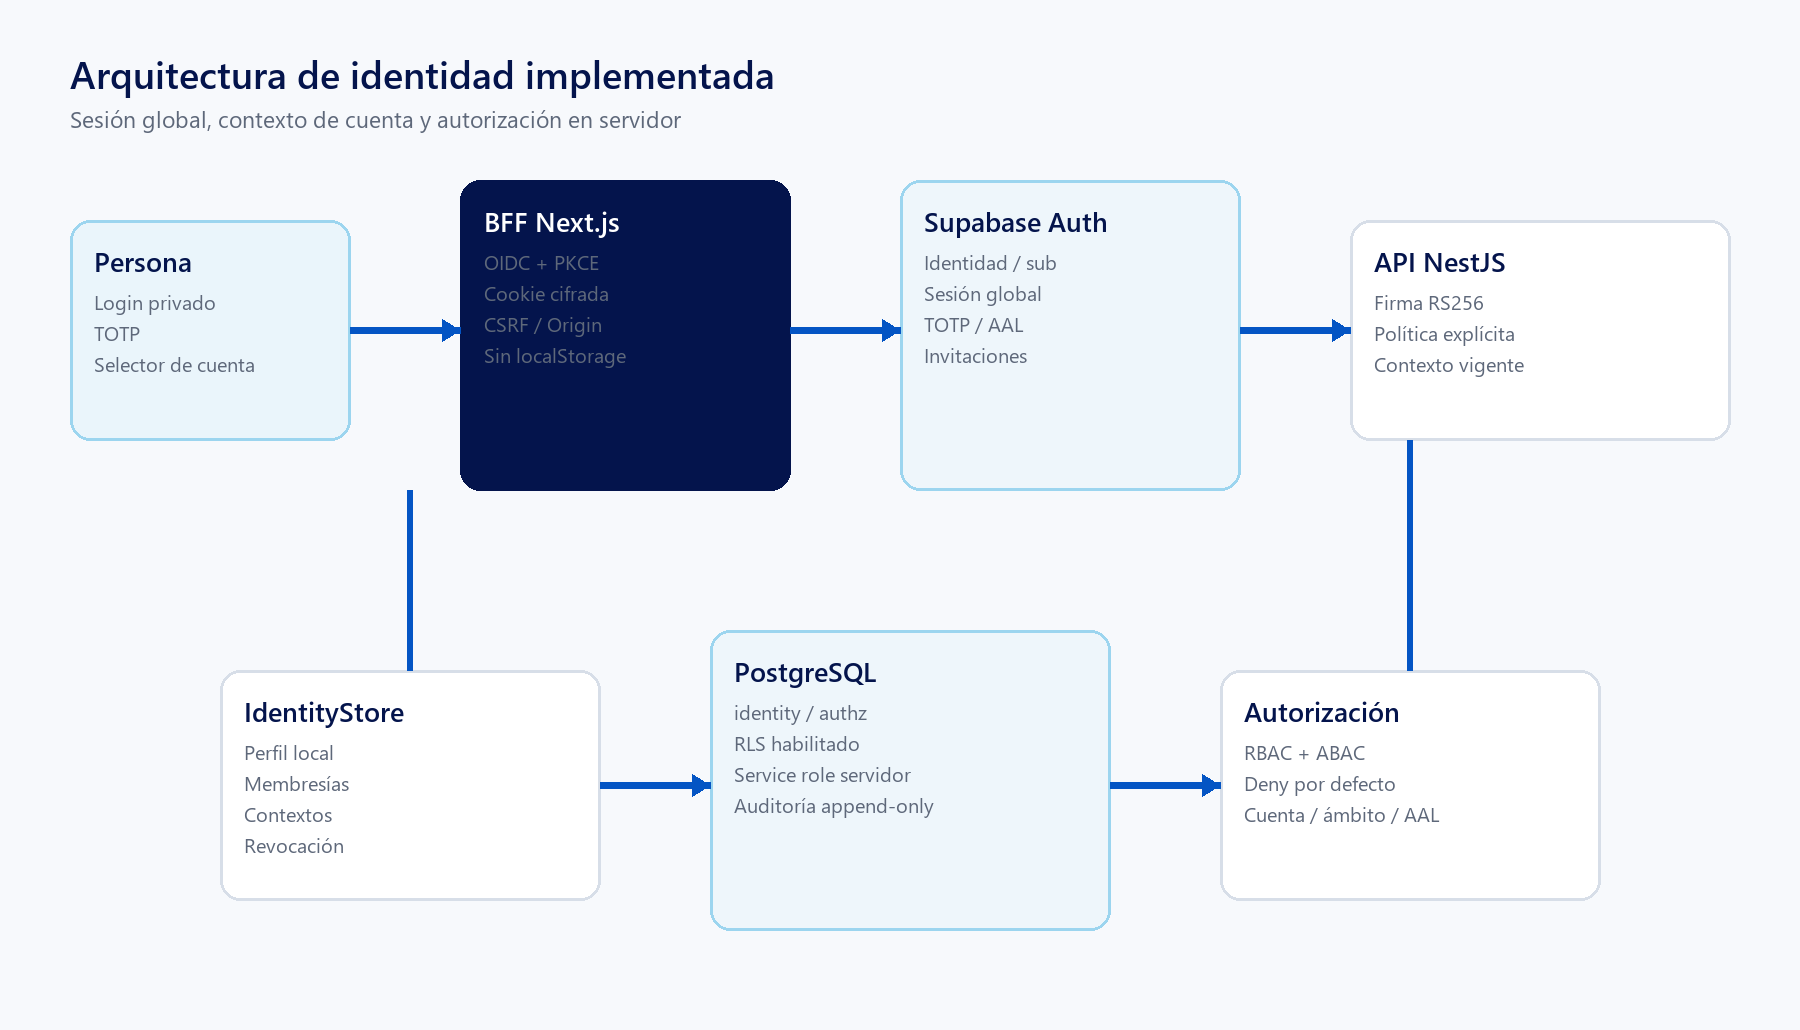 Arquitectura de identidad implementada
Sesión global, contexto de cuenta y autorización en servidor
Persona
Login privado
TOTP
Selector de cuenta
BFF Next.js
OIDC + PKCE
Cookie cifrada
CSRF / Origin
Sin localStorage
Supabase Auth
Identidad / sub
Sesión global
TOTP / AAL
Invitaciones
API NestJS
Firma RS256
Política explícita
Contexto vigente
IdentityStore
Perfil local
Membresías
Contextos
Revocación
PostgreSQL
identity / authz
RLS habilitado
Service role servidor
Auditoría append-only
Autorización
RBAC + ABAC
Deny por defecto
Cuenta / ámbito / AAL